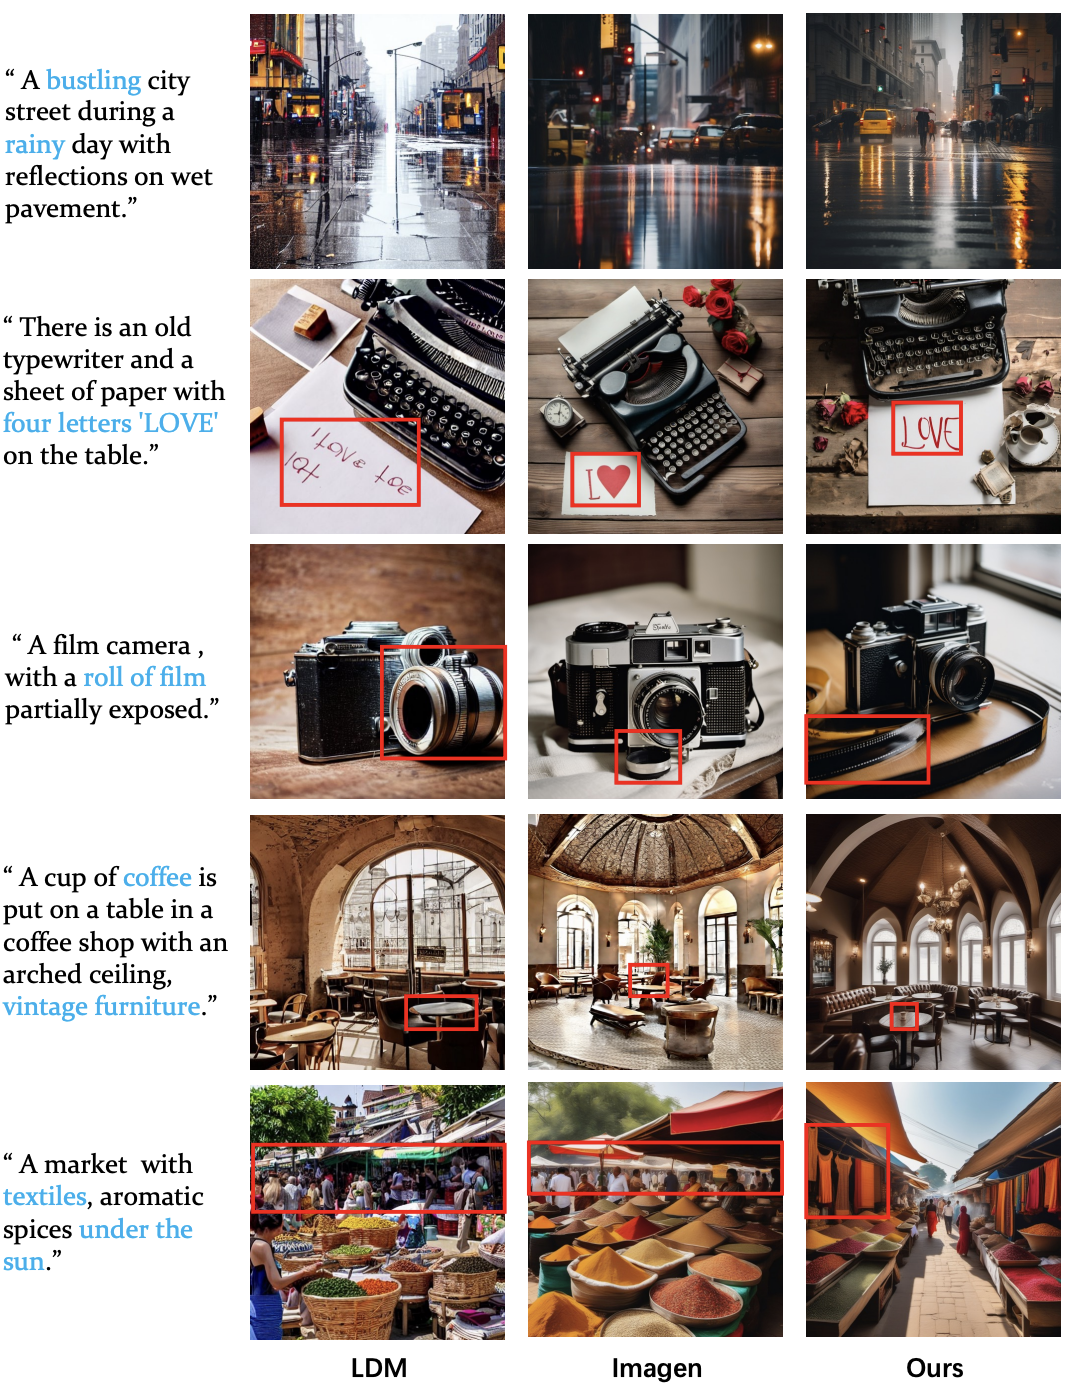 “ A bustling city
street during a
rainy day with
reflections on wet
pavement.”
“ There is an old
typewriter and a
sheet of paper with
four letters 'LOVE'
on the table.”
LOVE
I
“ A film camera ,
with a roll of film
partially exposed.”
“ A cup of coffee is
put on a table in a
coffee shop with an
arched ceiling,
vintage furniture.”
“ A market with
textiles, aromatic
spices under the
sun.”
LDM
Imagen
Ours